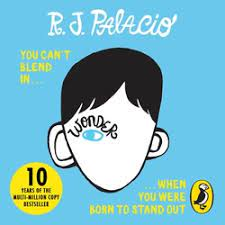 R. J. PALACIO
YOU CAN'T
BLEND
IN...
WONDER
10
YEARS OF THE
MULTI-MILLION COPY
BESTSELLER
...WHEN
YOU WERE
BORN TO STAND OUT